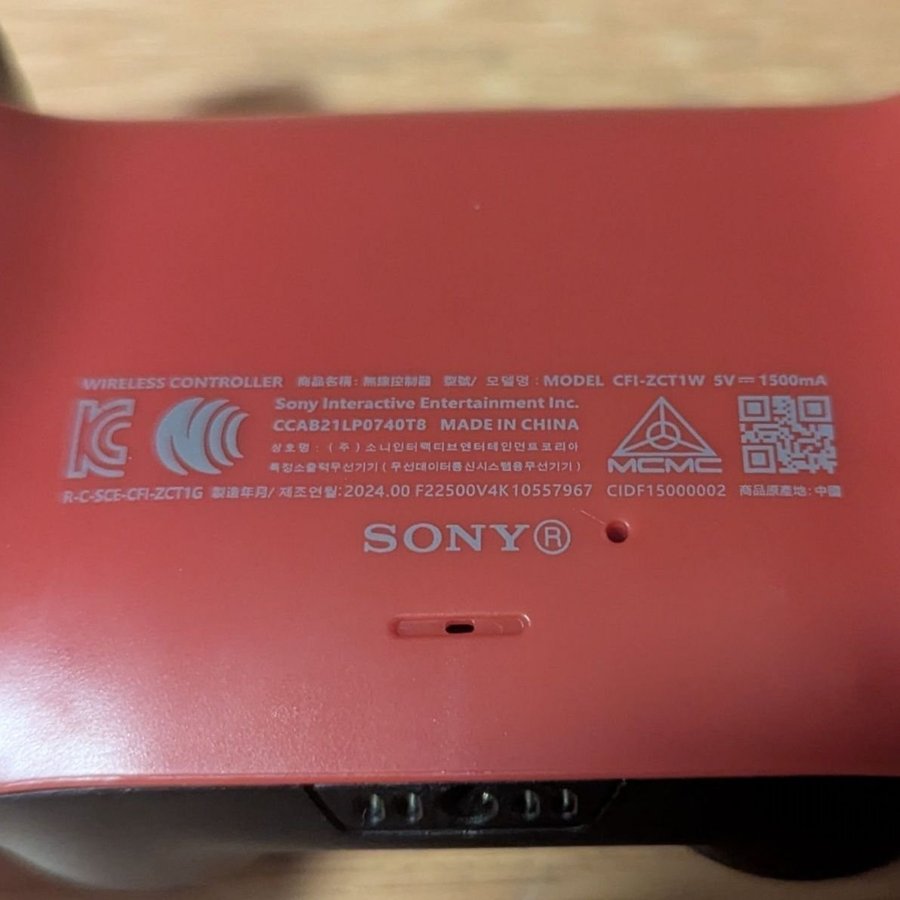 WIRELESS CONTROLLER 商品名稱：無線控制器 型號/ 모델명：MODEL CFI-ZCT1W 5V⎓1500mA
Sony Interactive Entertainment Inc.
CCAB21LP0740T8 MADE IN CHINA
상호명：(주) 소니인터랙티브엔터테인먼트코리아
특정소출력무선기기 (무선데이터통신시스템용무선기기)
MCMC
R-C-SCE-CFI-ZCT1G 製造年月/ 제조연월:2024.00 F22500V4K10557967 CIDF15000002 商品原產地: 中國
SONY®